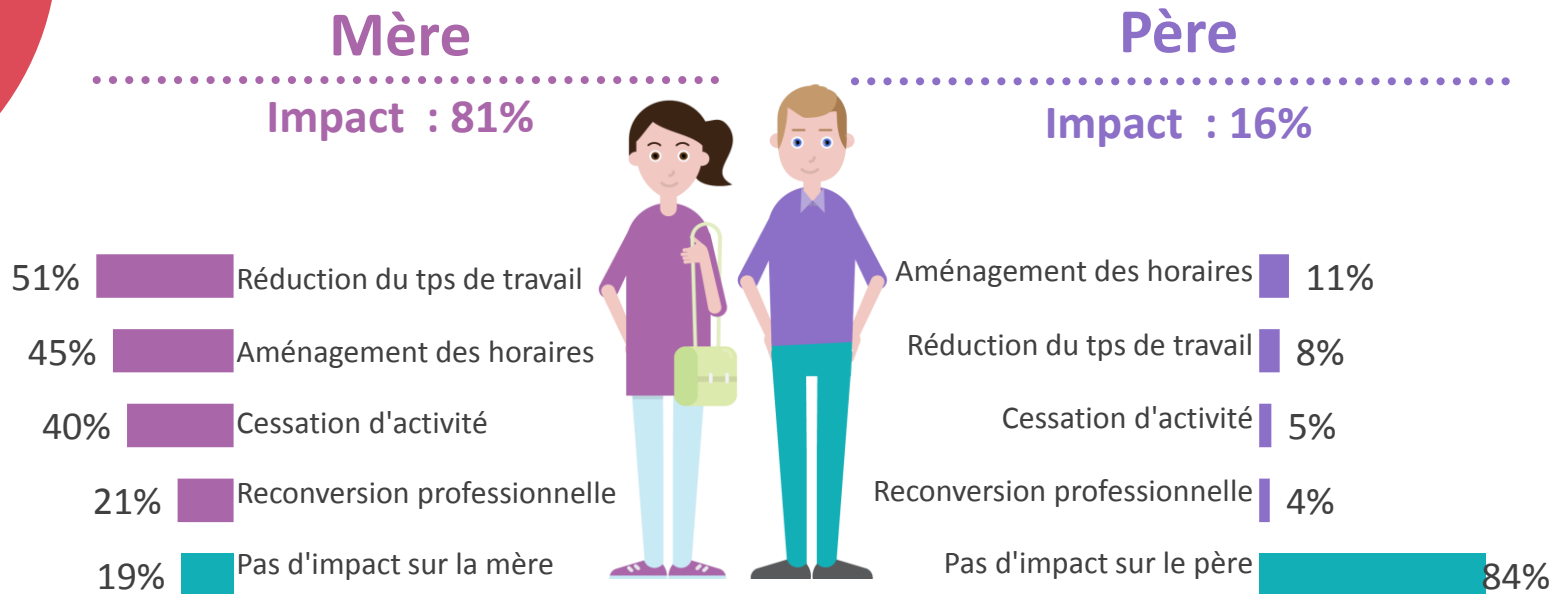 Mère
Impact : 81%
51% Réduction du tps de travail
45% Aménagement des horaires
40% Cessation d'activité
21% Reconversion professionnelle
19% Pas d'impact sur la mère
Père
Impact : 16%
Aménagement des horaires 11%
Réduction du tps de travail 8%
Cessation d'activité 5%
Reconversion professionnelle 4%
Pas d'impact sur le père 84%